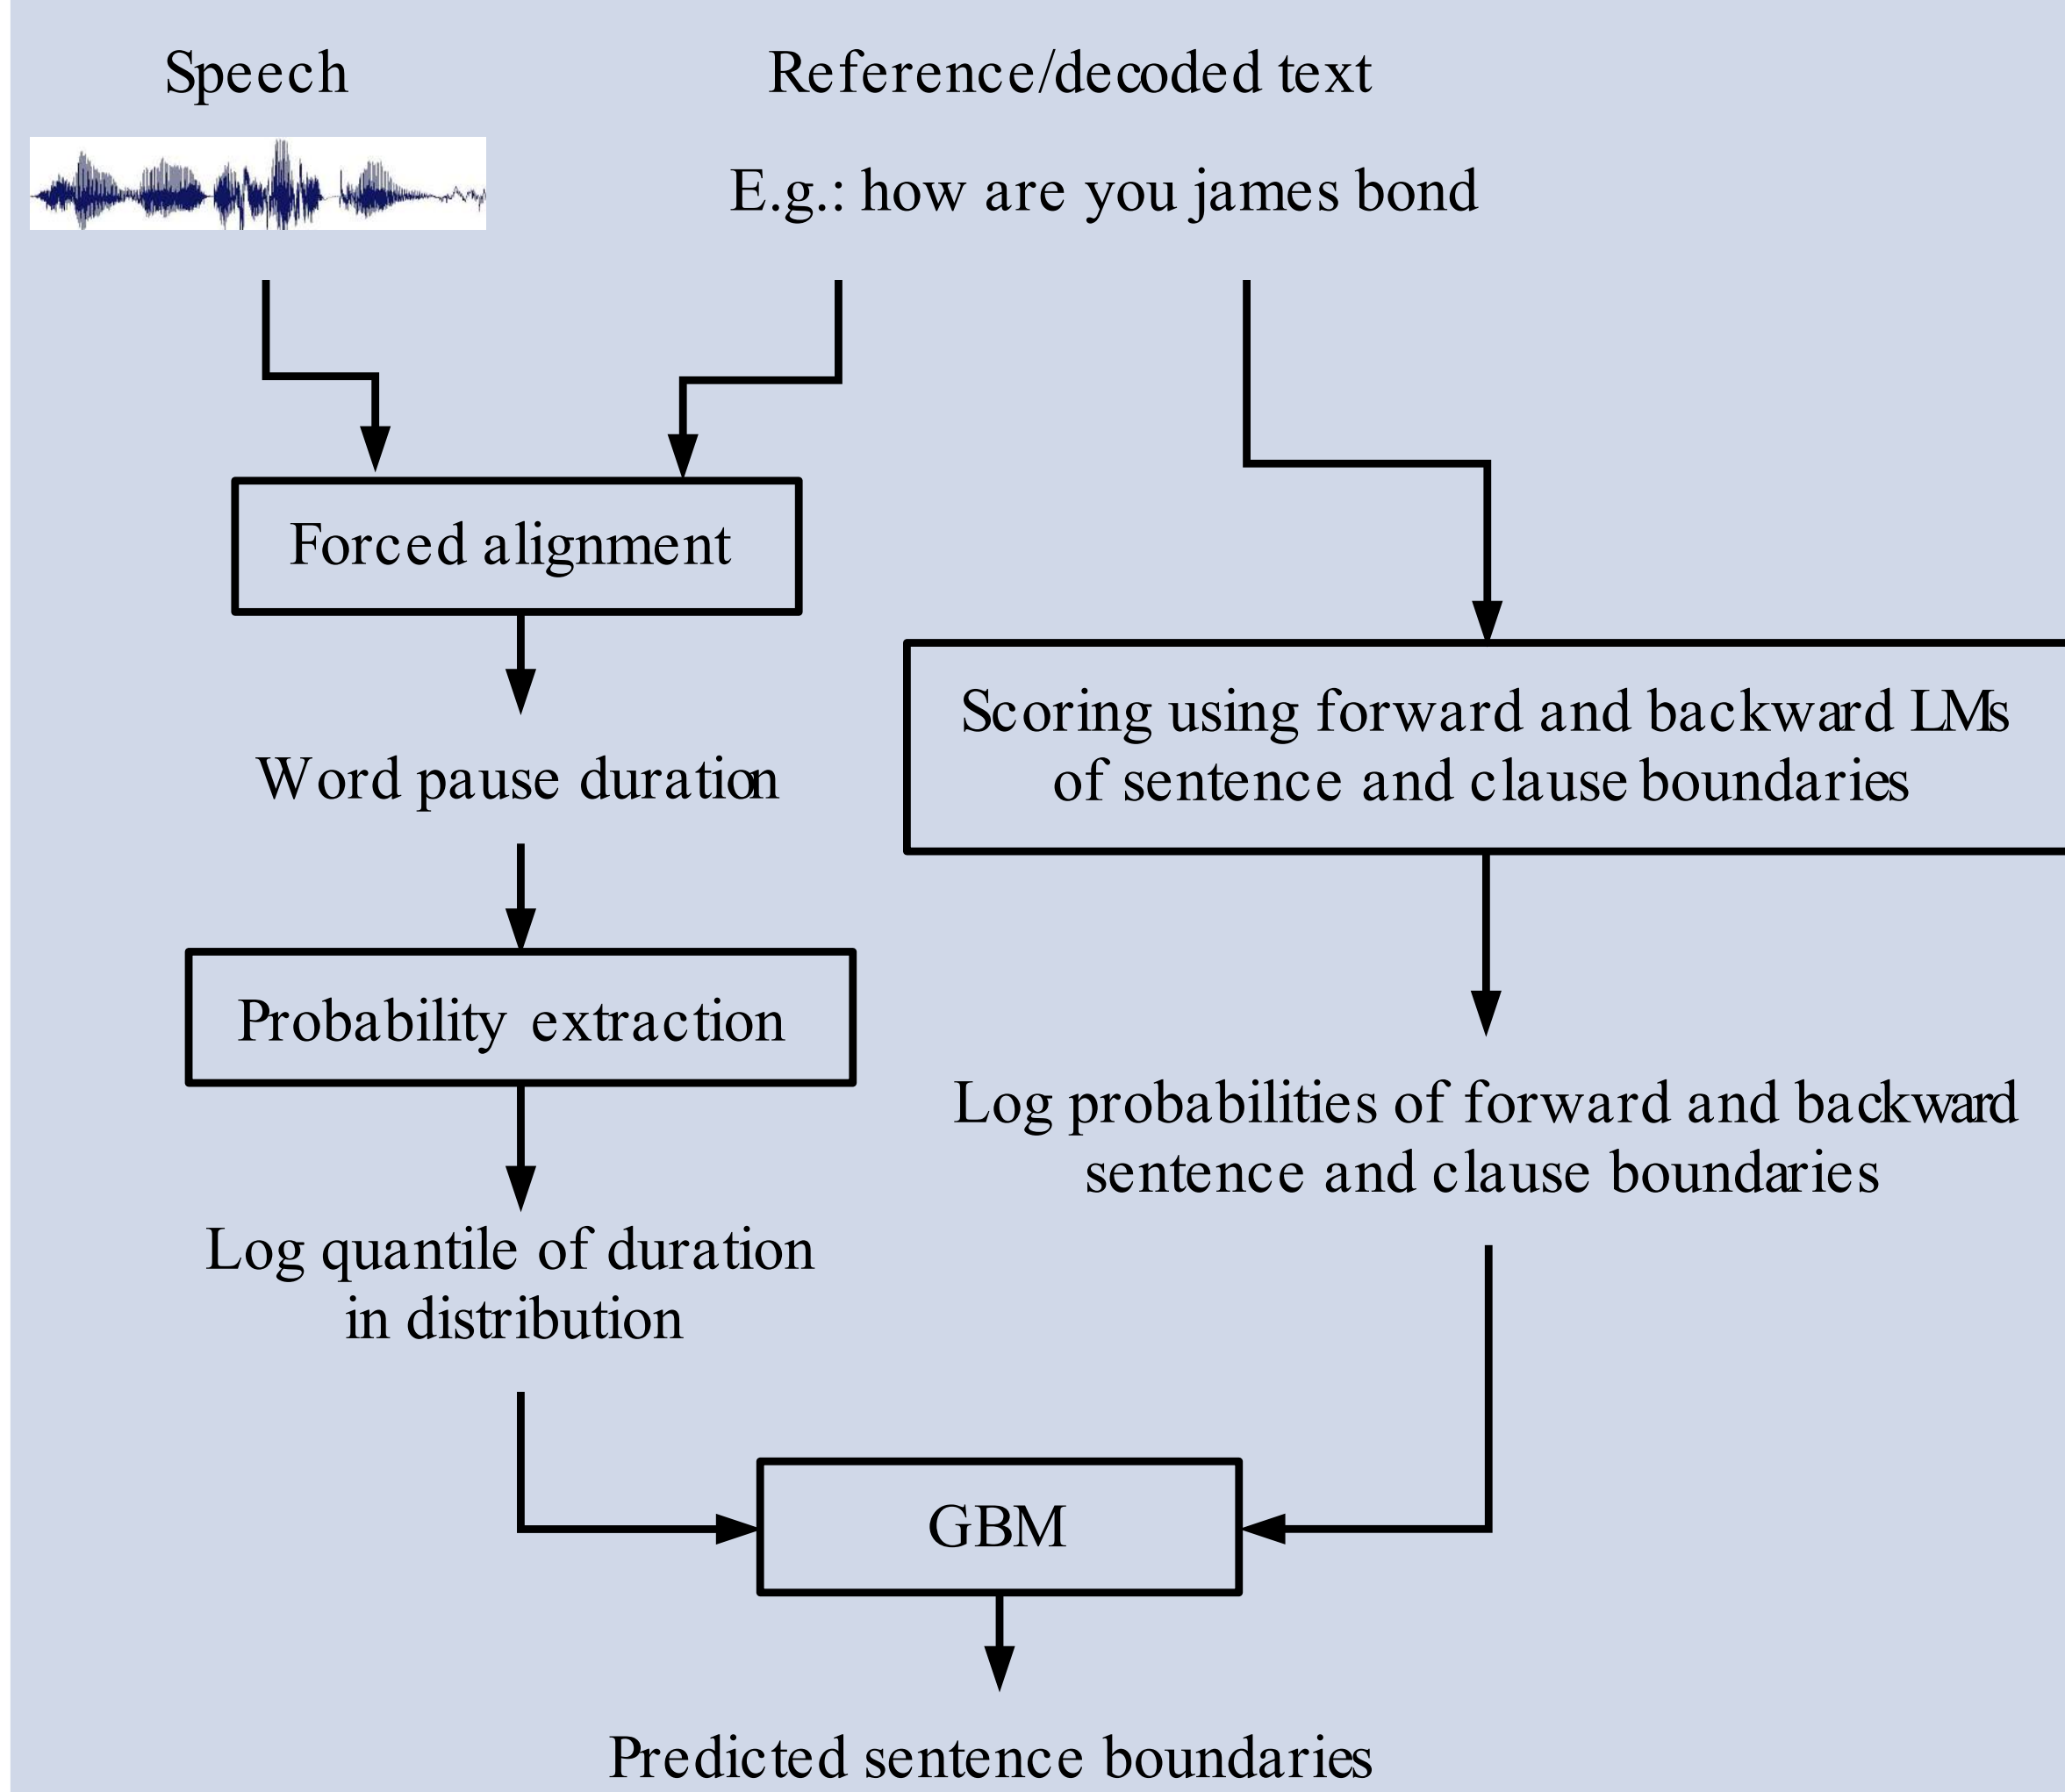 Speech
Reference/decoded text
E.g.: how are you james bond
Forced alignment
Word pause duration
Scoring using forward and backward LMs
of sentence and clause boundaries
Probability extraction
Log probabilities of forward and backward
sentence and clause boundaries
Log quantile of duration
in distribution
GBM
Predicted sentence boundaries